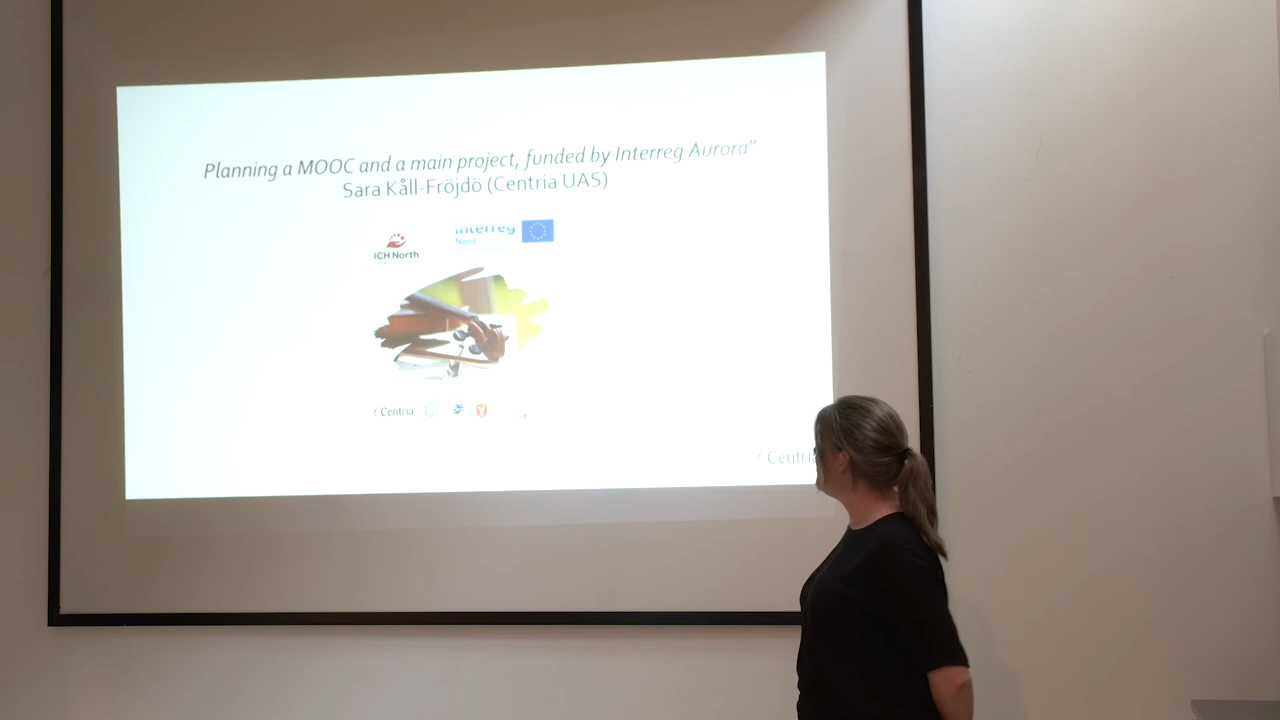 Planning a MOOC and a main project, funded by Interreg Aurora"
Sara Kåll-Fröjdö (Centria UAS)
Interreg
ICH North
Nord
Centria
Centria